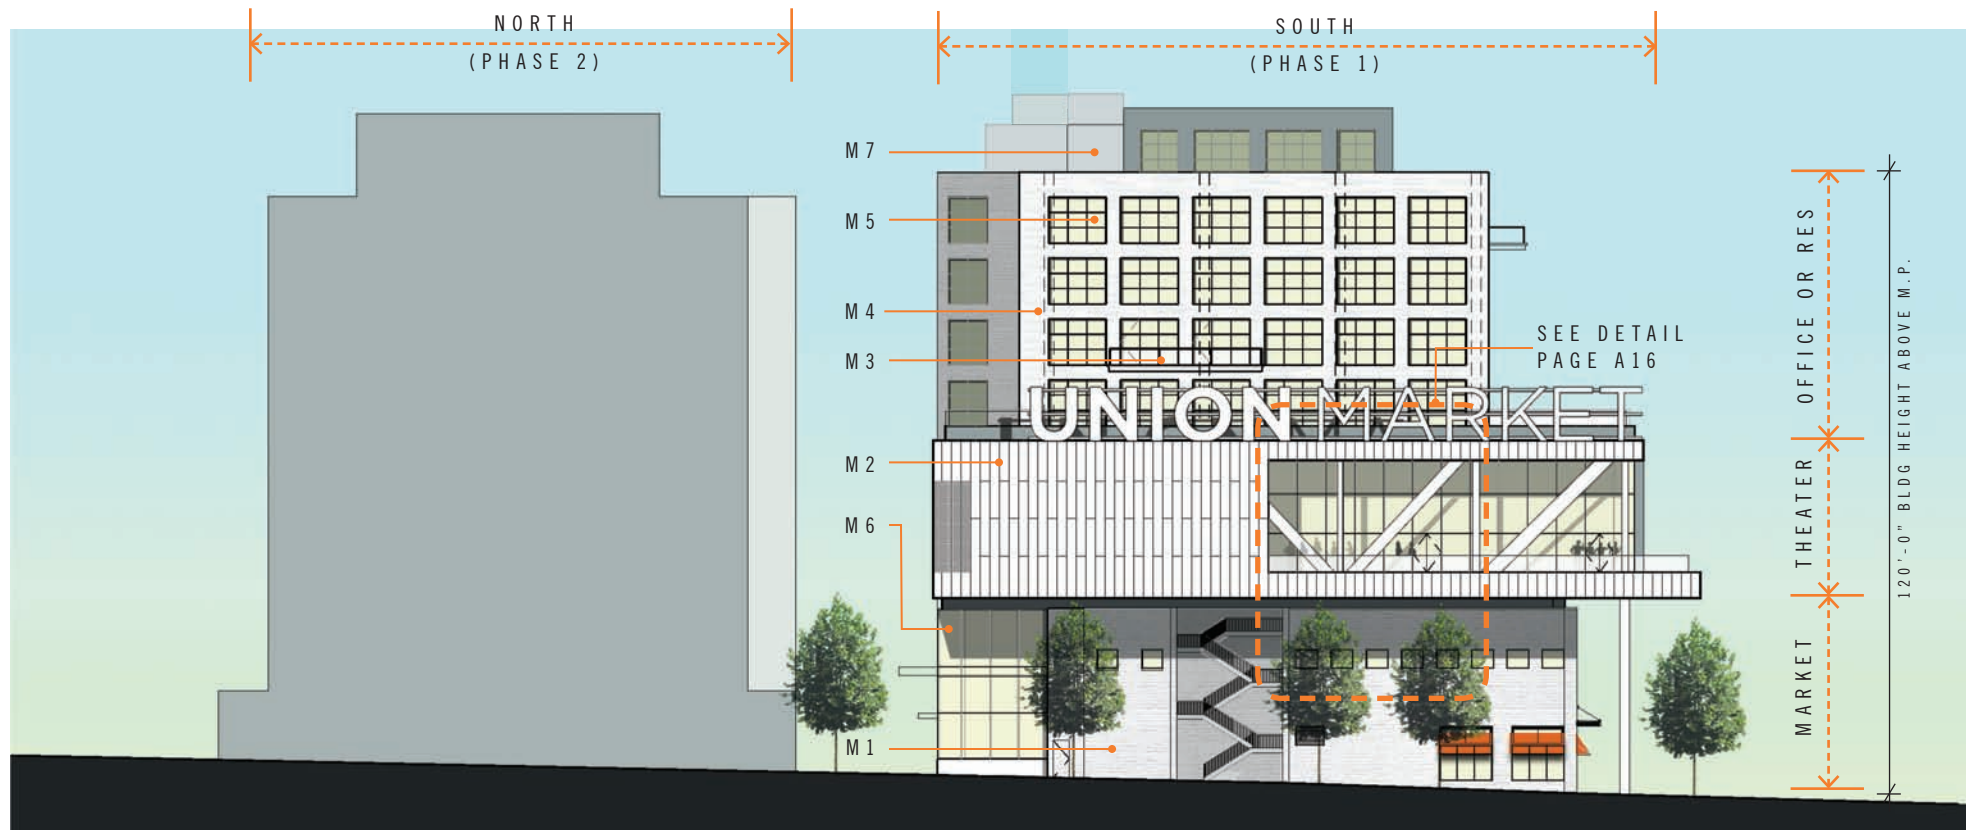 NORTH
(PHASE 2)
SOUTH
(PHASE 1)
M7
M5
M4
M3
SEE DETAIL
PAGE A16
UNION MARKET
M2
M6
M1
OFFICE OR RES
THEATER
MARKET
120'-0" BLDG HEIGHT ABOVE M.P.